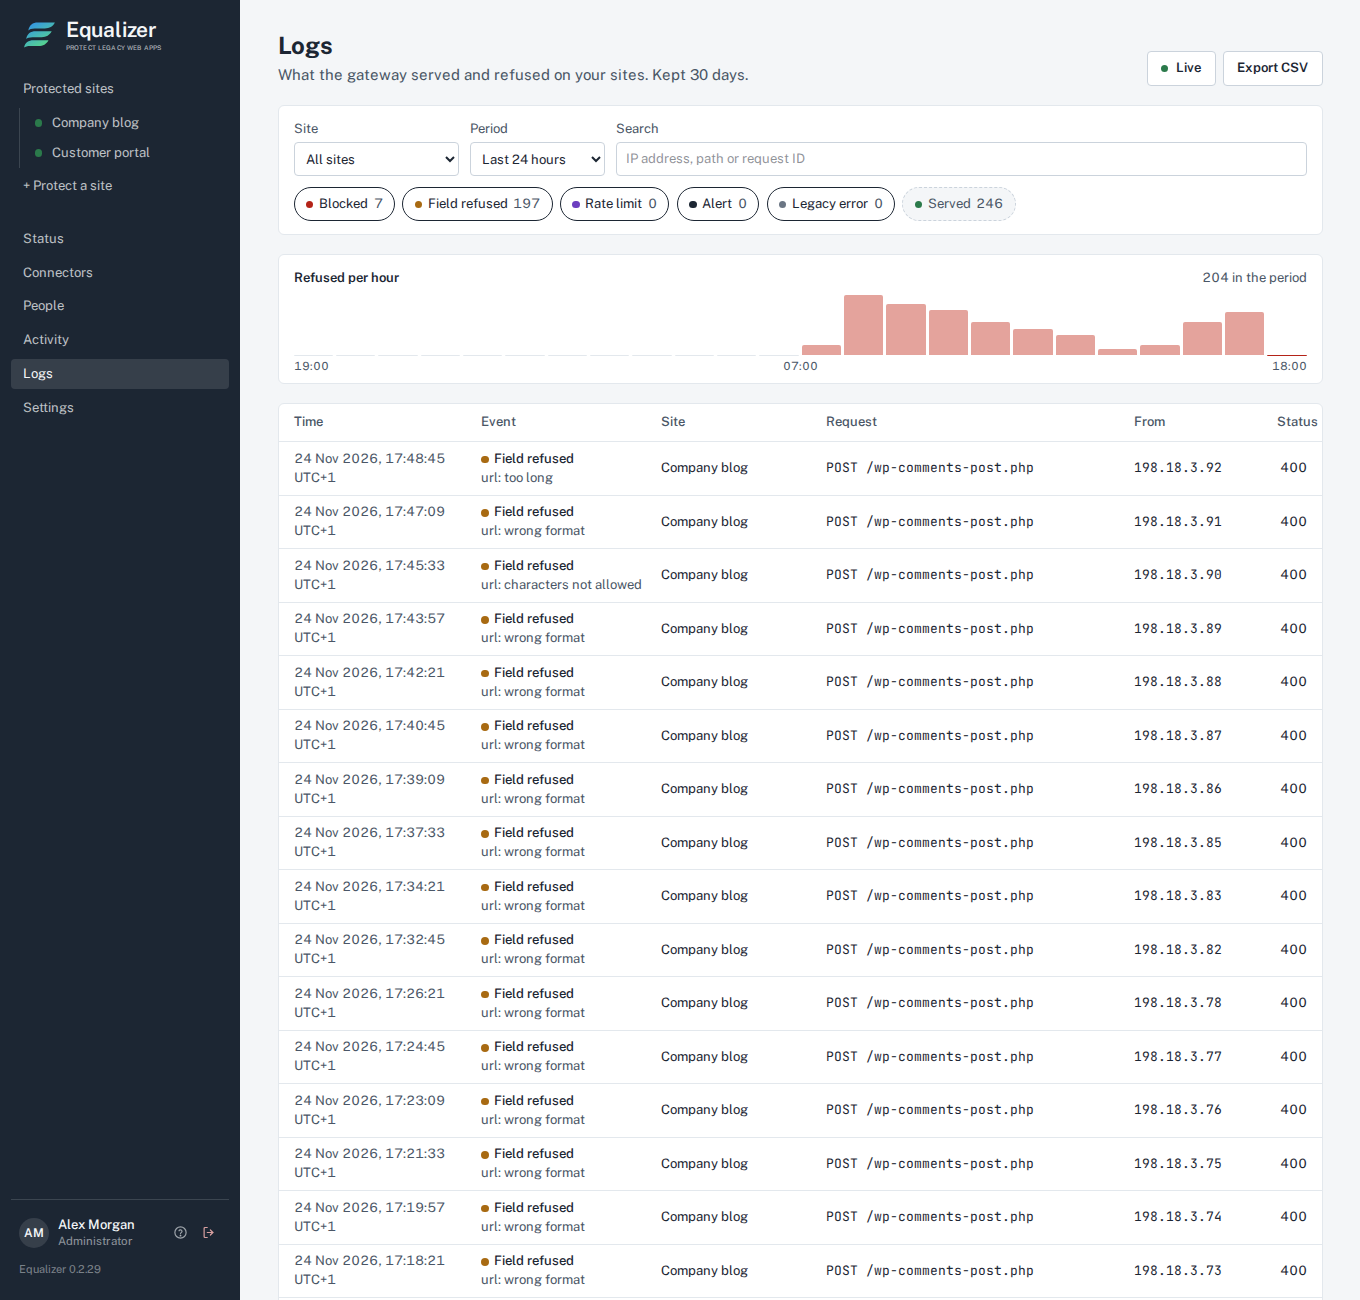 Equalizer
PROTECT LEGACY WEB APPS
Protected sites
Company blog
Customer portal
+ Protect a site
Status
Connectors
People
Activity
Logs
Settings
AM
Alex Morgan
Administrator
Equalizer 0.2.29
Logs
What the gateway served and refused on your sites. Kept 30 days.
Live
Export CSV
Site
Period
Search
All sites
Last 24 hours
IP address, path or request ID
Blocked 7
Field refused 197
Rate limit 0
Alert 0
Legacy error 0
Served 246
Refused per hour
204 in the period
19:00
07:00
18:00
Time Event Site Request From Status
24 Nov 2026, 17:48:45 UTC+1 Field refused url: too long Company blog POST /wp-comments-post.php 198.18.3.92 400
24 Nov 2026, 17:47:09 UTC+1 Field refused url: wrong format Company blog POST /wp-comments-post.php 198.18.3.91 400
24 Nov 2026, 17:45:33 UTC+1 Field refused url: characters not allowed Company blog POST /wp-comments-post.php 198.18.3.90 400
24 Nov 2026, 17:43:57 UTC+1 Field refused url: wrong format Company blog POST /wp-comments-post.php 198.18.3.89 400
24 Nov 2026, 17:42:21 UTC+1 Field refused url: wrong format Company blog POST /wp-comments-post.php 198.18.3.88 400
24 Nov 2026, 17:40:45 UTC+1 Field refused url: wrong format Company blog POST /wp-comments-post.php 198.18.3.87 400
24 Nov 2026, 17:39:09 UTC+1 Field refused url: wrong format Company blog POST /wp-comments-post.php 198.18.3.86 400
24 Nov 2026, 17:37:33 UTC+1 Field refused url: wrong format Company blog POST /wp-comments-post.php 198.18.3.85 400
24 Nov 2026, 17:34:21 UTC+1 Field refused url: wrong format Company blog POST /wp-comments-post.php 198.18.3.83 400
24 Nov 2026, 17:32:45 UTC+1 Field refused url: wrong format Company blog POST /wp-comments-post.php 198.18.3.82 400
24 Nov 2026, 17:26:21 UTC+1 Field refused url: wrong format Company blog POST /wp-comments-post.php 198.18.3.78 400
24 Nov 2026, 17:24:45 UTC+1 Field refused url: wrong format Company blog POST /wp-comments-post.php 198.18.3.77 400
24 Nov 2026, 17:23:09 UTC+1 Field refused url: wrong format Company blog POST /wp-comments-post.php 198.18.3.76 400
24 Nov 2026, 17:21:33 UTC+1 Field refused url: wrong format Company blog POST /wp-comments-post.php 198.18.3.75 400
24 Nov 2026, 17:19:57 UTC+1 Field refused url: wrong format Company blog POST /wp-comments-post.php 198.18.3.74 400
24 Nov 2026, 17:18:21 UTC+1 Field refused url: wrong format Company blog POST /wp-comments-post.php 198.18.3.73 400